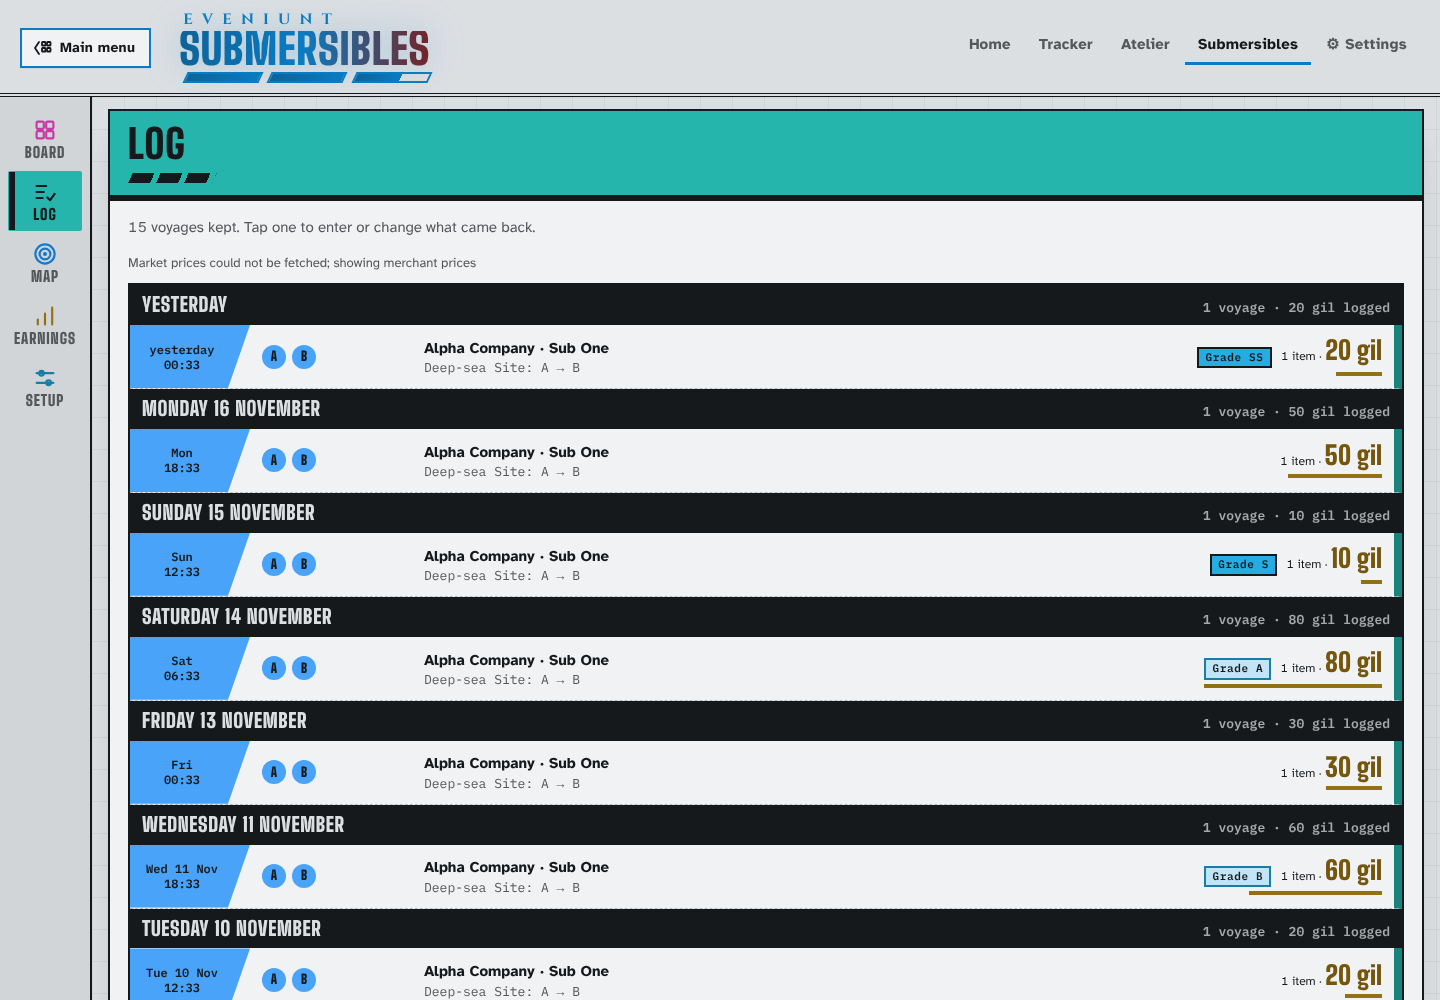 Main menu
EVENIUNT
SUBMERSIBLES
Home
Tracker
Atelier
Submersibles
Settings
BOARD
LOG
MAP
EARNINGS
SETUP
LOG
15 voyages kept. Tap one to enter or change what came back.
Market prices could not be fetched; showing merchant prices
YESTERDAY
1 voyage · 20 gil logged
yesterday
00:33
A B
Alpha Company · Sub One
Deep-sea Site: A → B
Grade SS
1 item · 20 gil
MONDAY 16 NOVEMBER
1 voyage · 50 gil logged
Mon
18:33
A B
Alpha Company · Sub One
Deep-sea Site: A → B
1 item · 50 gil
SUNDAY 15 NOVEMBER
1 voyage · 10 gil logged
Sun
12:33
A B
Alpha Company · Sub One
Deep-sea Site: A → B
Grade S
1 item · 10 gil
SATURDAY 14 NOVEMBER
1 voyage · 80 gil logged
Sat
06:33
A B
Alpha Company · Sub One
Deep-sea Site: A → B
Grade A
1 item · 80 gil
FRIDAY 13 NOVEMBER
1 voyage · 30 gil logged
Fri
00:33
A B
Alpha Company · Sub One
Deep-sea Site: A → B
1 item · 30 gil
WEDNESDAY 11 NOVEMBER
1 voyage · 60 gil logged
Wed 11 Nov
18:33
A B
Alpha Company · Sub One
Deep-sea Site: A → B
Grade B
1 item · 60 gil
TUESDAY 10 NOVEMBER
1 voyage · 20 gil logged
Tue 10 Nov
12:33
A B
Alpha Company · Sub One
Deep-sea Site: A → B
1 item · 20 gil